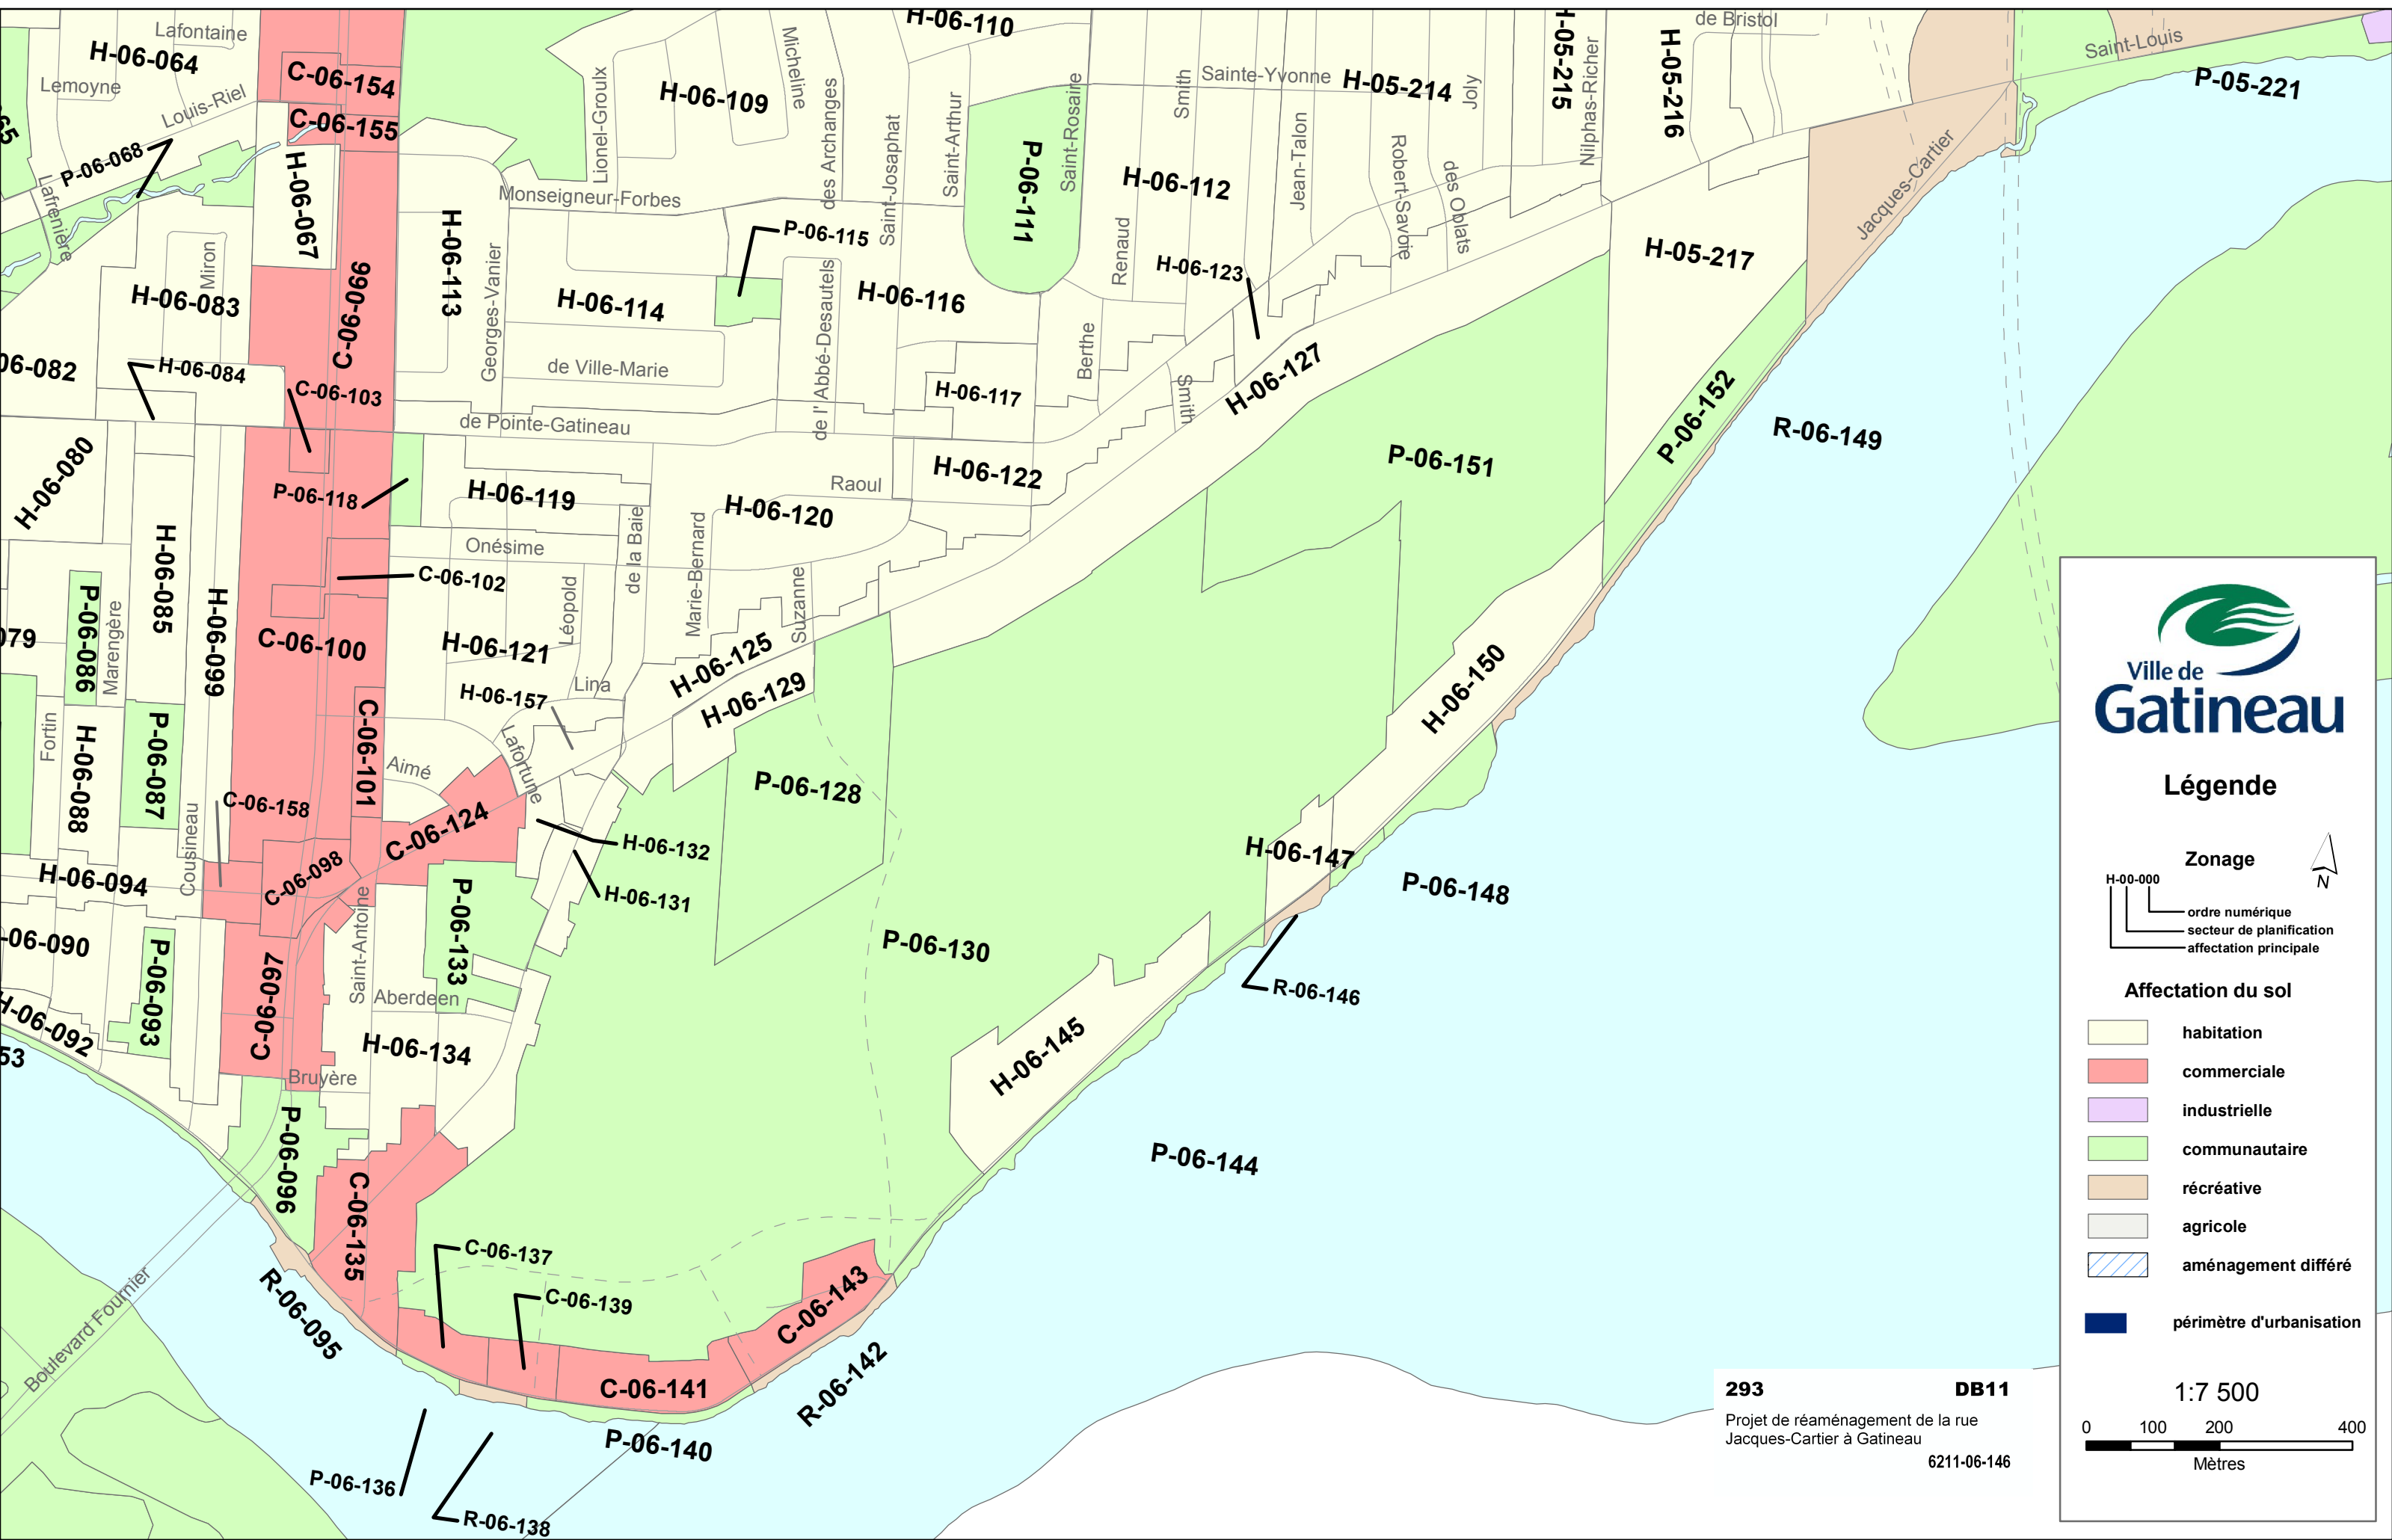 Lafontaine
H-06-064
Lemoyne
Louis-Riel
C-06-154
C-06-155
P-06-068
H-06-067
Lafrenière
65
Miron
H-06-083
C-06-066
06-082
H-06-084
C-06-103
H-06-110
Micheline
Lionel-Groulx
H-06-109
des Archanges
Saint-Josaphat
Saint-Arthur
Saint-Rosaire
P-06-111
Monseigneur-Forbes
H-06-113
Georges-Vanier
H-06-114
P-06-115
de Ville-Marie
de l' Abbé-Desautels
H-06-116
H-06-117
Berthe
Renaud
H-06-112
Smith
Sainte-Yvonne
H-05-214
Joly
H-05-215
Nilphas-Richer
H-05-216
de Bristol
Jean-Talon
Robert-Savoie
des Oblats
H-06-123
Smith
H-06-127
H-05-217
Jacques-Cartier
Saint-Louis
P-05-221
P-06-152
R-06-149
P-06-151
de Pointe-Gatineau
H-06-080
P-06-118
H-06-119
H-06-120
Raoul
H-06-122
Onésime
de la Baie
Marie-Bernard
Suzanne
Léopold
C-06-102
H-06-085
H-06-099
P-06-086
Marengère
079
C-06-100
H-06-121
H-06-157
Lina
H-06-125
H-06-129
Fortin
H-06-088
P-06-087
C-06-101
Aimé
Lafortune
C-06-158
C-06-124
Cousineau
C-06-098
H-06-094
-06-090
P-06-093
H-06-092
53
C-06-097
Saint-Antoine
P-06-133
Aberdeen
H-06-134
Bruyère
H-06-132
H-06-131
P-06-128
P-06-130
H-06-150
H-06-147
P-06-148
R-06-146
H-06-145
P-06-144
P-06-096
C-06-135
R-06-095
Boulevard Fournier
C-06-137
C-06-139
C-06-141
C-06-143
R-06-142
P-06-140
P-06-136
R-06-138
293 DB11
Projet de réaménagement de la rue
Jacques-Cartier à Gatineau
6211-06-146
Ville de
Gatineau
Légende
Zonage
N
H-00-000
ordre numérique
secteur de planification
affectation principale
Affectation du sol
habitation
commerciale
industrielle
communautaire
récréative
agricole
aménagement différé
périmètre d'urbanisation
1:7 500
0 100 200 400
Mètres